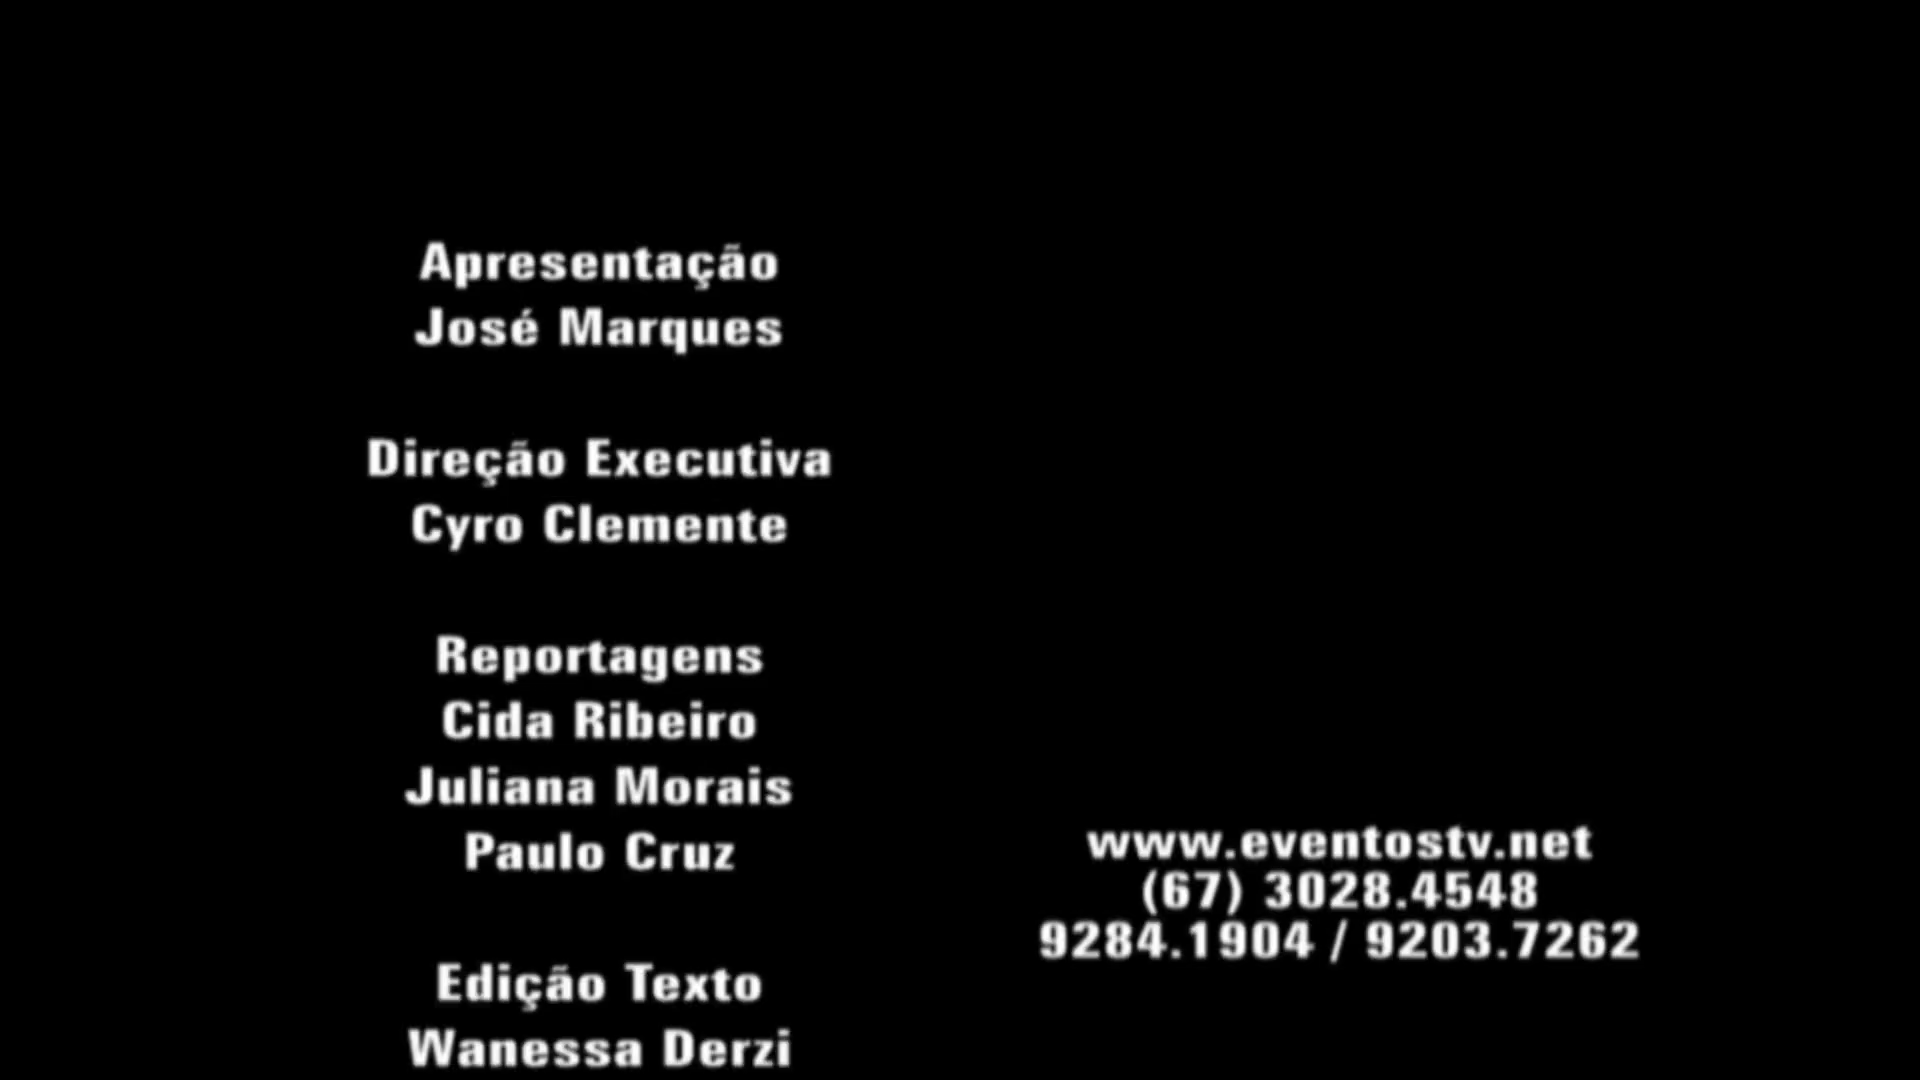 Apresentação
José Marques
Direção Executiva
Cyro Clemente
Reportagens
Cida Ribeiro
Juliana Morais
Paulo Cruz
Edição Texto
Wanessa Derzi
www.eventostv.net
(67) 3028.4548
9284.1904 / 9203.7262